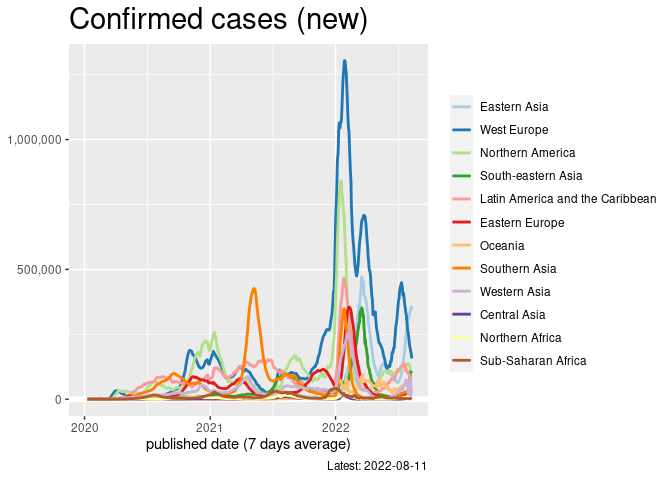 Confirmed cases (new)
1,000,000
500,000
0
2020
2021
2022
published date (7 days average)
Latest: 2022-08-11
Eastern Asia
West Europe
Northern America
South-eastern Asia
Latin America and the Caribbean
Eastern Europe
Oceania
Southern Asia
Western Asia
Central Asia
Northern Africa
Sub-Saharan Africa